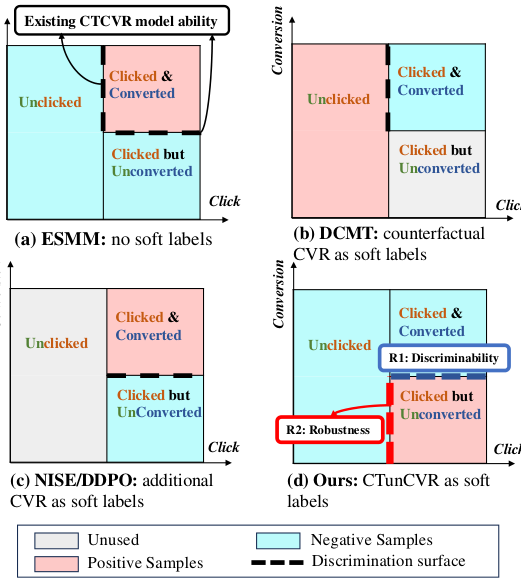 Existing CTCVR model ability
Unclicked
Clicked &
Converted
Clicked but
Unconverted
Click
(a) ESMM: no soft labels
Conversion
Clicked &
Converted
Clicked but
Unconverted
Click
(b) DCMT: counterfactual
CVR as soft labels
Unclicked
Clicked &
Converted
Clicked but
UnConverted
Click
(c) NISE/DDPO: additional
CVR as soft labels
Conversion
Unclicked
Clicked &
Converted
R1: Discriminability
Clicked but
Unconverted
R2: Robustness
Click
(d) Ours: CTunCVR as soft
labels
Unused
Negative Samples
Positive Samples
Discrimination surface